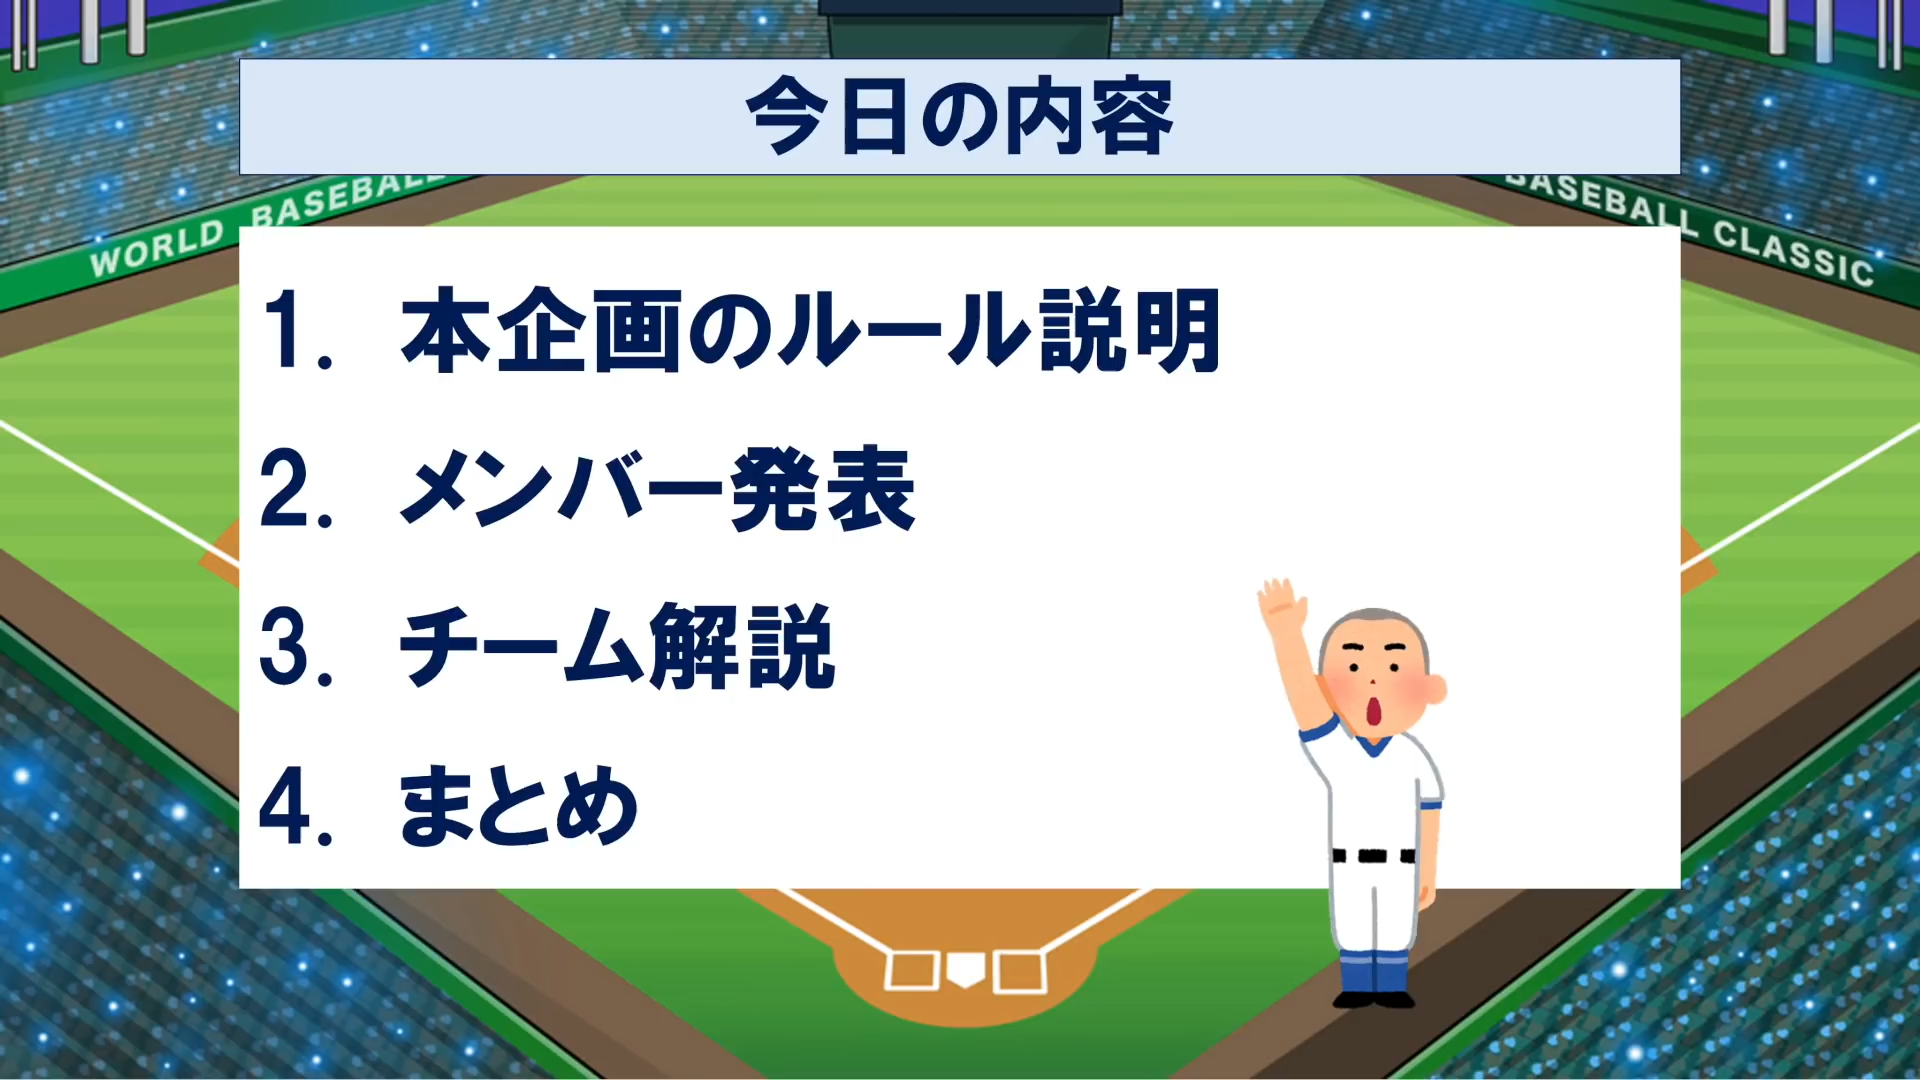 今日の内容
WORLD BASEBALL
BASEBALL CLASSIC
1. 本企画のルール説明
2. メンバー発表
3. チーム解説
4. まとめ